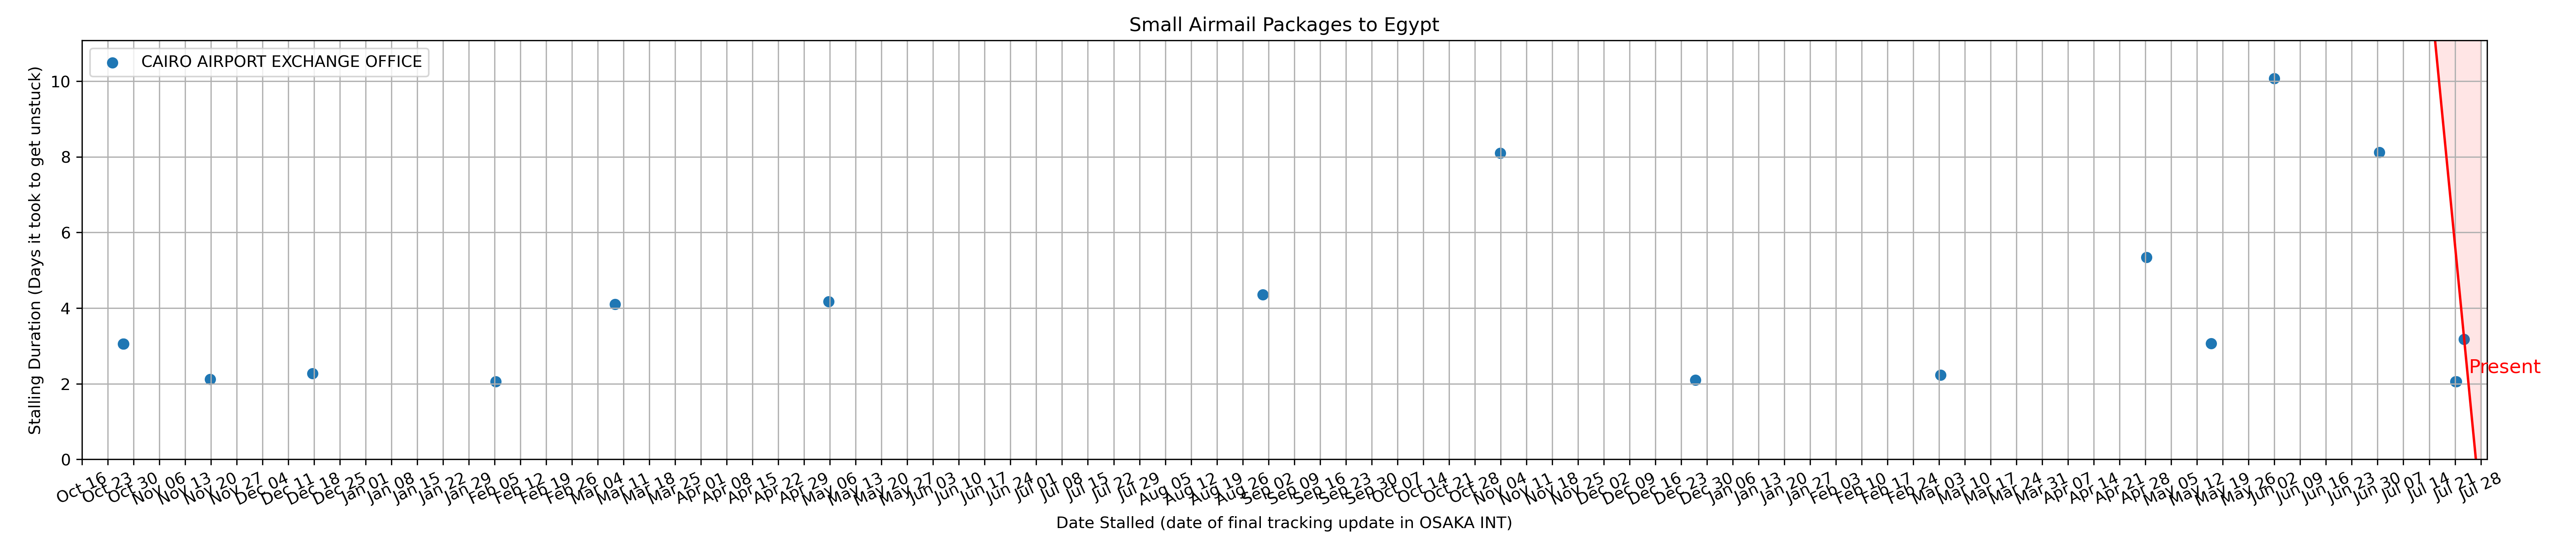 Small Airmail Packages to Egypt
CAIRO AIRPORT EXCHANGE OFFICE
Stalling Duration (Days it took to get unstuck)
10
8
6
4
2
0
Present
Oct 16
Oct 23
Oct 30
Nov 06
Nov 13
Nov 20
Nov 27
Dec 04
Dec 11
Dec 18
Dec 25
Jan 01
Jan 08
Jan 15
Jan 22
Jan 29
Feb 05
Feb 12
Feb 19
Feb 26
Mar 04
Mar 11
Mar 18
Mar 25
Apr 01
Apr 08
Apr 15
Apr 22
Apr 29
May 06
May 13
May 20
May 27
Jun 03
Jun 10
Jun 17
Jun 24
Jul 01
Jul 08
Jul 15
Jul 22
Jul 29
Aug 05
Aug 12
Aug 19
Aug 26
Sep 02
Sep 09
Sep 16
Sep 23
Sep 30
Oct 07
Oct 14
Oct 21
Oct 28
Nov 04
Nov 11
Nov 18
Nov 25
Dec 02
Dec 09
Dec 16
Dec 23
Dec 30
Jan 06
Jan 13
Jan 20
Jan 27
Feb 03
Feb 10
Feb 17
Feb 24
Mar 03
Mar 10
Mar 17
Mar 24
Mar 31
Apr 07
Apr 14
Apr 21
Apr 28
May 05
May 12
May 19
May 26
Jun 02
Jun 09
Jun 16
Jun 23
Jun 30
Jul 07
Jul 14
Jul 21
Jul 28
Date Stalled (date of final tracking update in OSAKA INT)